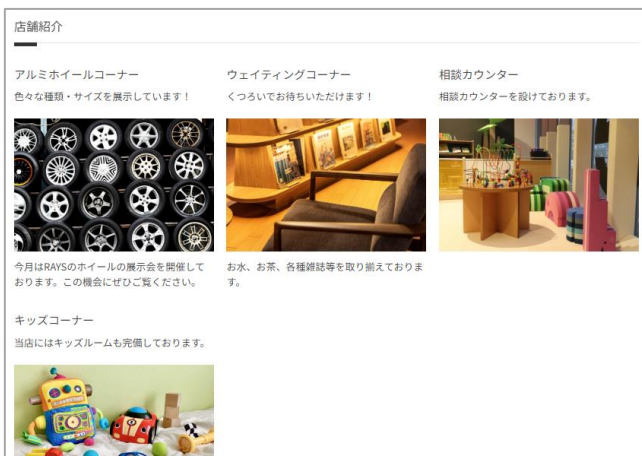 店舗紹介
アルミホイールコーナー
色々な種類・サイズを展示しています！
今月はRAYSのホイールの展示会を開催して
おります。この機会にぜひご覧ください。
ウェイティングコーナー
くつろいでお待ちいただけます！
お水、お茶、各種雑誌等を取り揃えておりま
す。
相談カウンター
相談カウンターを設けております。
キッズコーナー
当店にはキッズルームも完備しております。